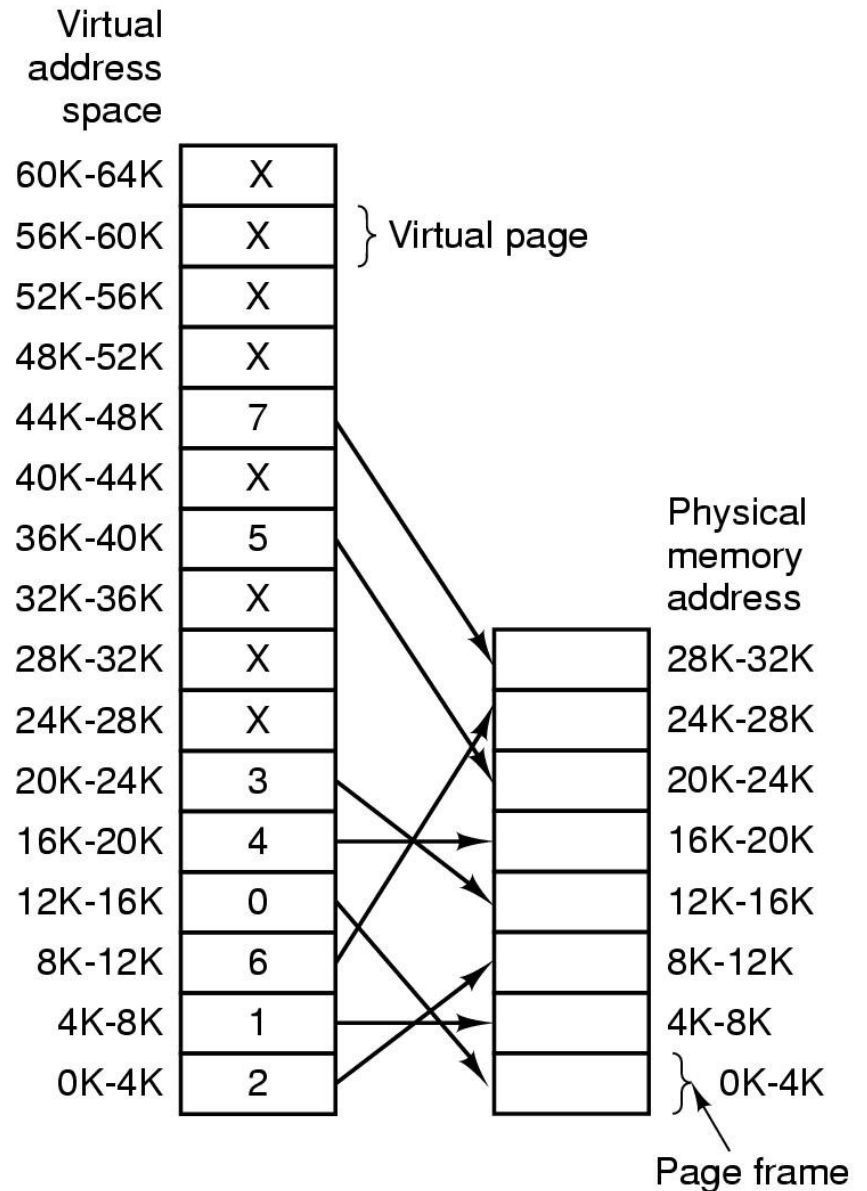 Virtual
address
space
60K-64K X
56K-60K X Virtual page
52K-56K X
48K-52K X
44K-48K 7
40K-44K X
36K-40K 5
32K-36K X
28K-32K X
24K-28K X
20K-24K 3
16K-20K 4
12K-16K 0
8K-12K 6
4K-8K 1
0K-4K 2
Physical
memory
address
28K-32K
24K-28K
20K-24K
16K-20K
12K-16K
8K-12K
4K-8K
0K-4K
Page frame